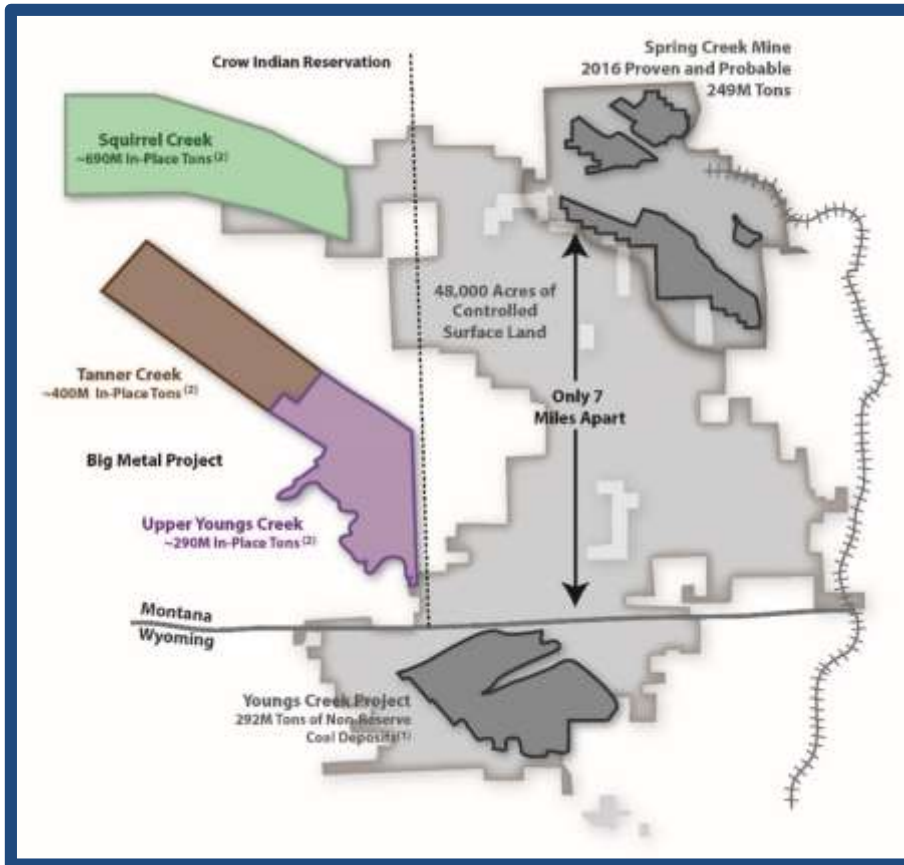 Crow Indian Reservation
Spring Creek Mine
2016 Proven and Probable
249M Tons
Squirrel Creek
~690M In-Place Tons (2)
48,000 Acres of
Controlled
Surface Land
Tanner Creek
~400M In-Place Tons (2)
Only 7
Miles Apart
Big Metal Project
Upper Youngs Creek
~290M In-Place Tons (2)
Montana
Wyoming
Youngs Creek Project
292M Tons of Non-Reserve
Coal Deposits(1)